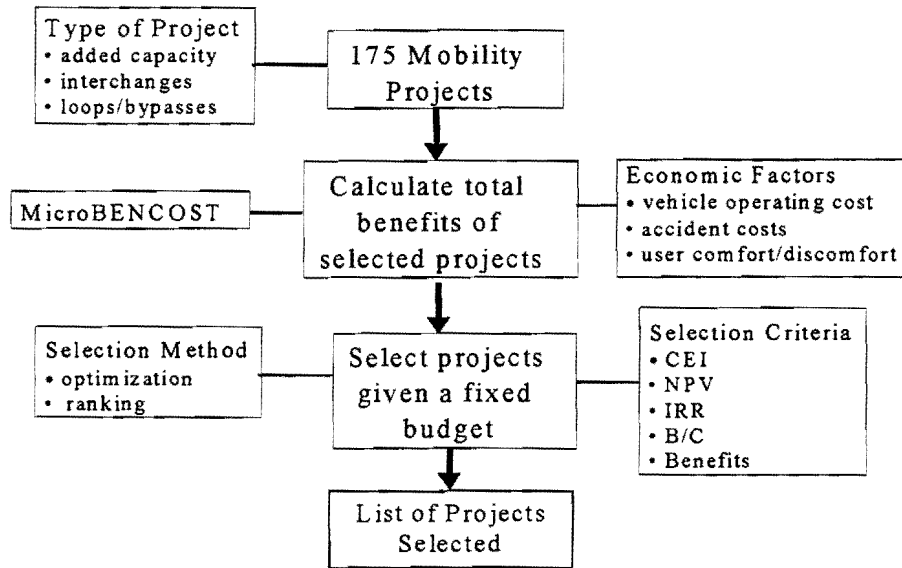 Type of Project
• added capacity
• interchanges
• loops/bypasses
175 Mobility
Projects
MicroBENCOST
Calculate total
benefits of
selected projects
Economic Factors
• vehicle operating cost
• accident costs
• user comfort/discomfort
Selection Method
• optimization
• ranking
Select projects
given a fixed
budget
Selection Criteria
• CEI
• NPV
• IRR
• B/C
• Benefits
List of Projects
Selected